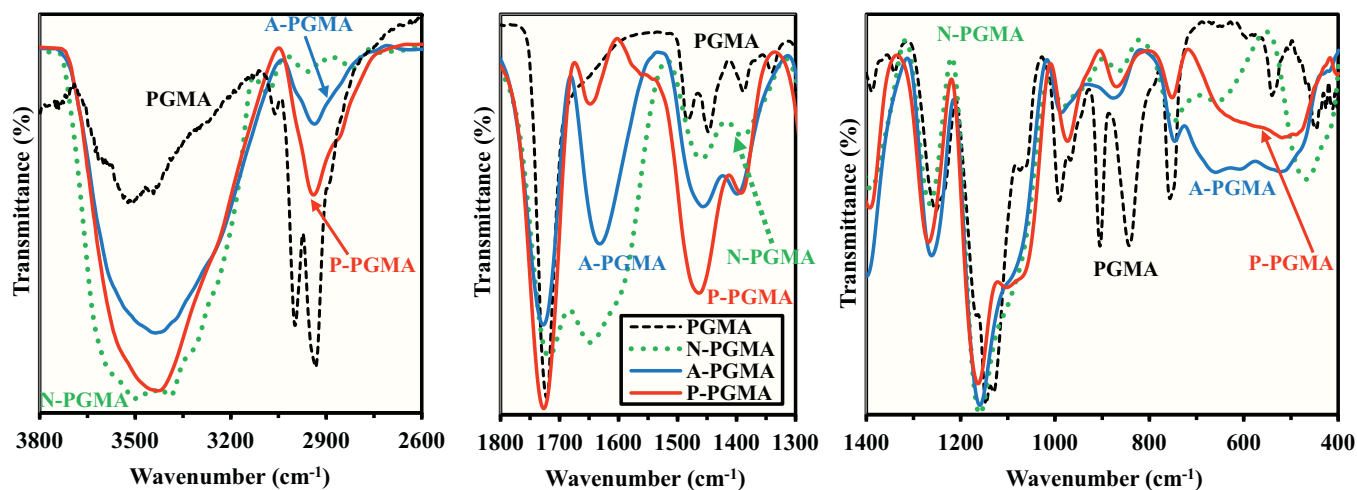 Transmittance (%)
A-PGMA
PGMA
P-PGMA
N-PGMA
3800 3500 3200 2900 2600
Wavenumber (cm⁻¹)
Transmittance (%)
PGMA
A-PGMA
N-PGMA
P-PGMA
PGMA
N-PGMA
A-PGMA
P-PGMA
1800 1700 1600 1500 1400 1300
Wavenumber (cm⁻¹)
Transmittance (%)
N-PGMA
A-PGMA
PGMA
P-PGMA
1400 1200 1000 800 600 400
Wavenumber (cm⁻¹)